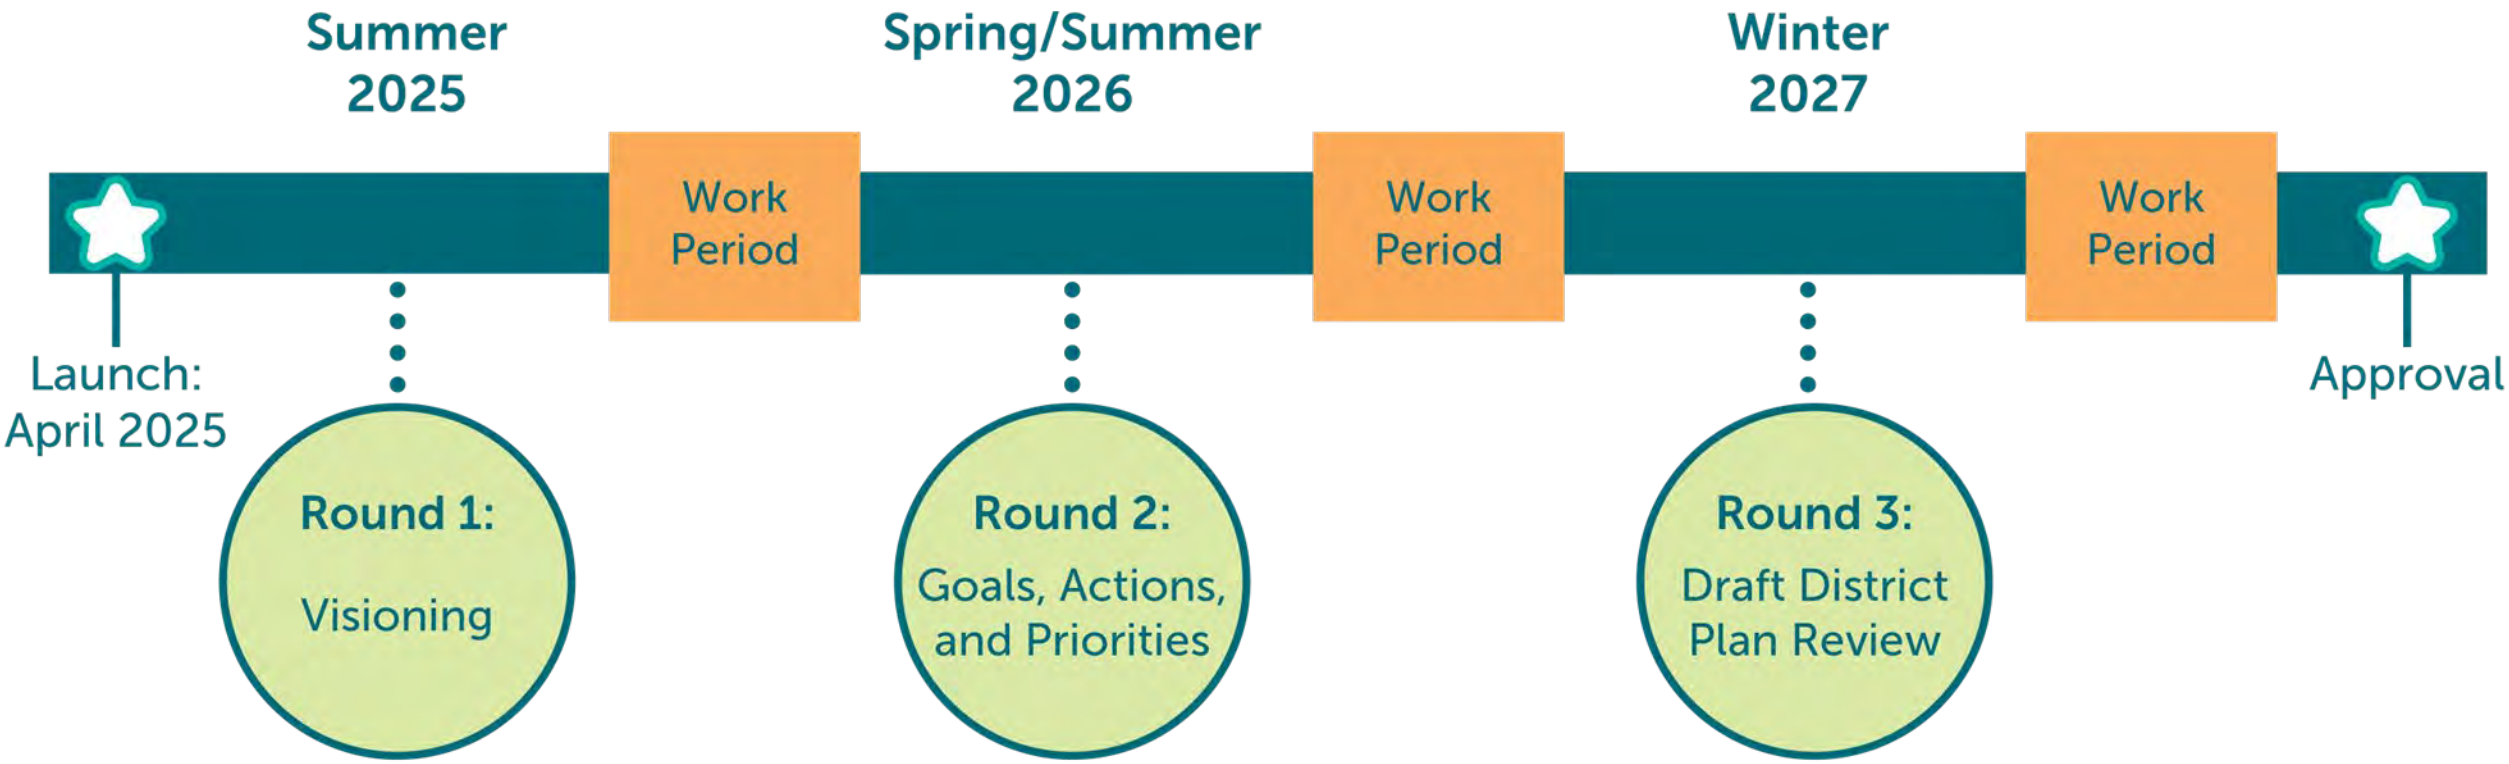 Summer
2025
Spring/Summer
2026
Winter
2027
Work
Period
Work
Period
Work
Period
Launch:
April 2025
Approval
Round 1:
Visioning
Round 2:
Goals, Actions,
and Priorities
Round 3:
Draft District
Plan Review